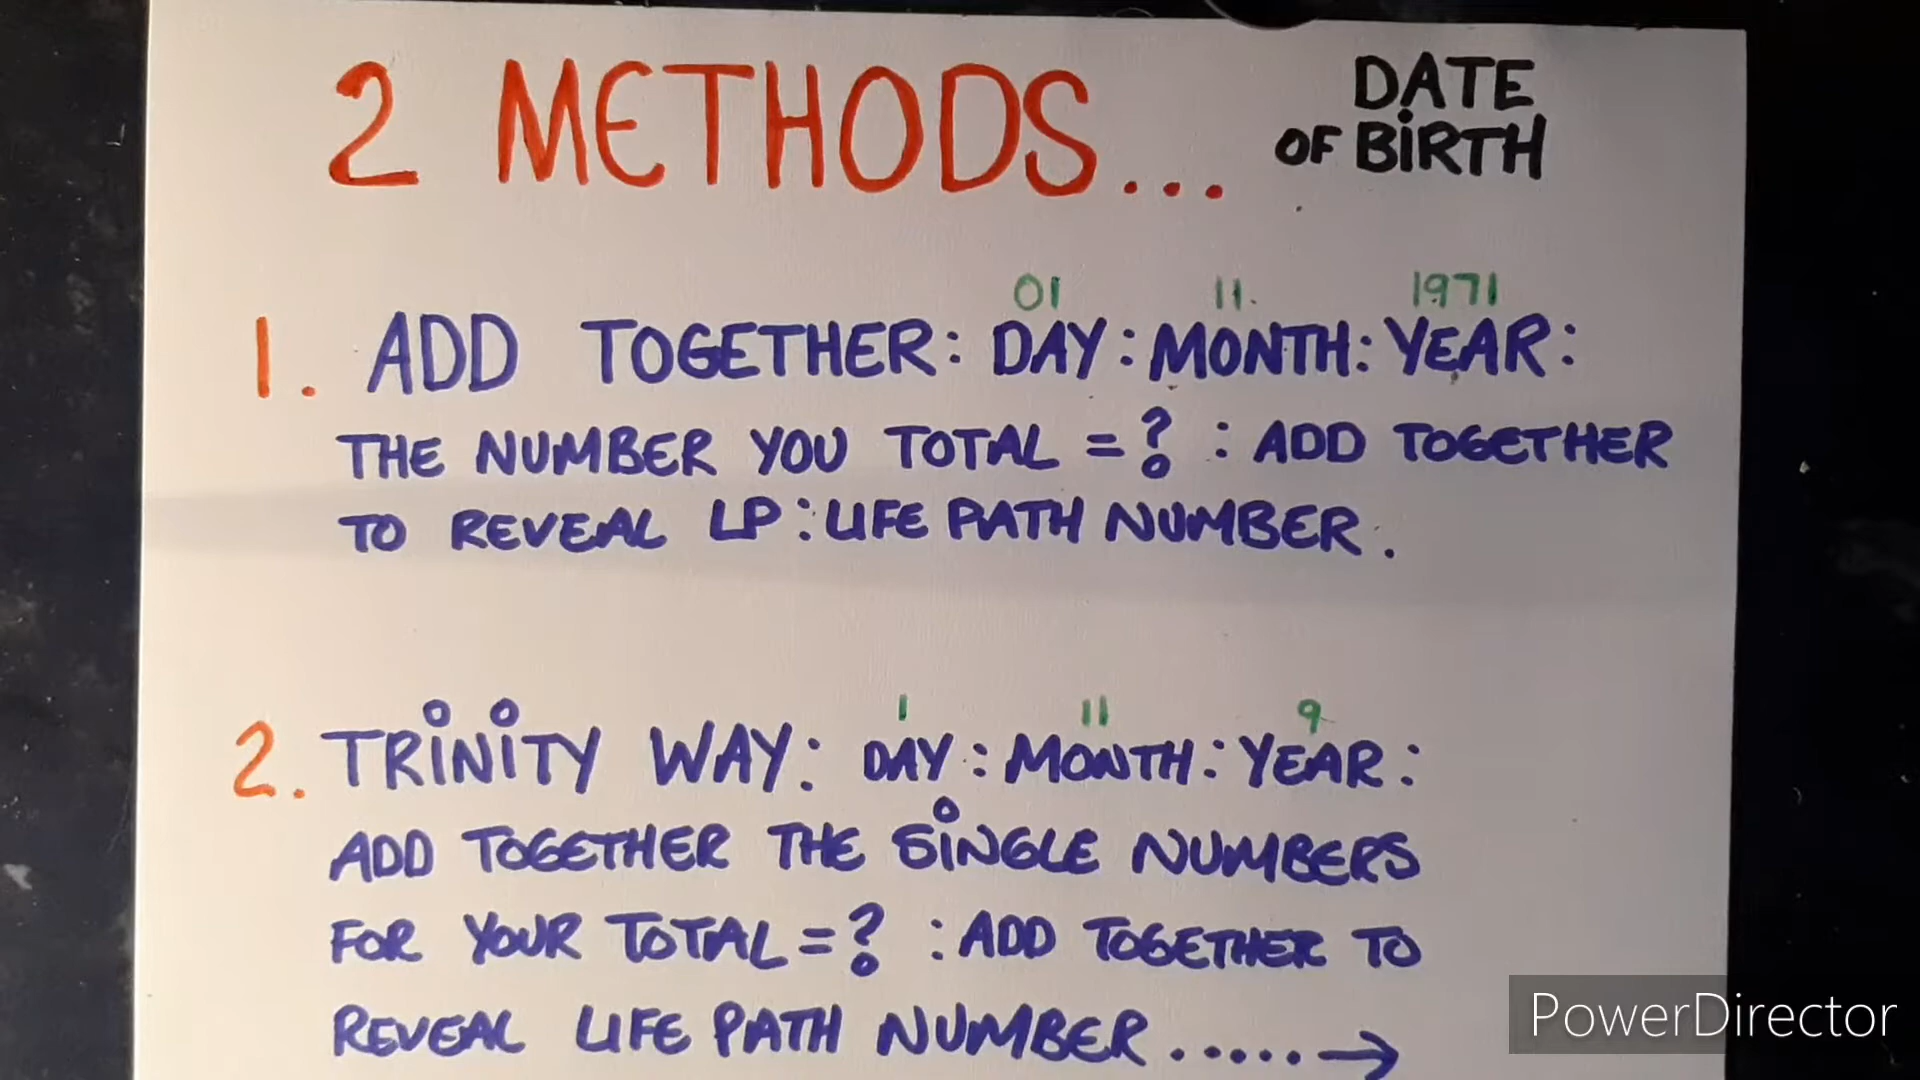 2 METHODS...
DATE
OF BiRTH
01 11 1971
1. ADD TOGETHER: DAY: MONTH: YEAR:
THE NUMBER YOU TOTAL = ? : ADD TOGETHER
TO REVEAL LP: LIFE PATH NUMBER.
1 11 9
2. TRiNiTY WAY: DAY: MONTH: YEAR:
ADD TOGETHER THE SiNGLE NUMBERS
FOR YOUR TOTAL = ? : ADD TOGETHER TO
REVEAL LIFE PATH NUMBER.....→
PowerDirector